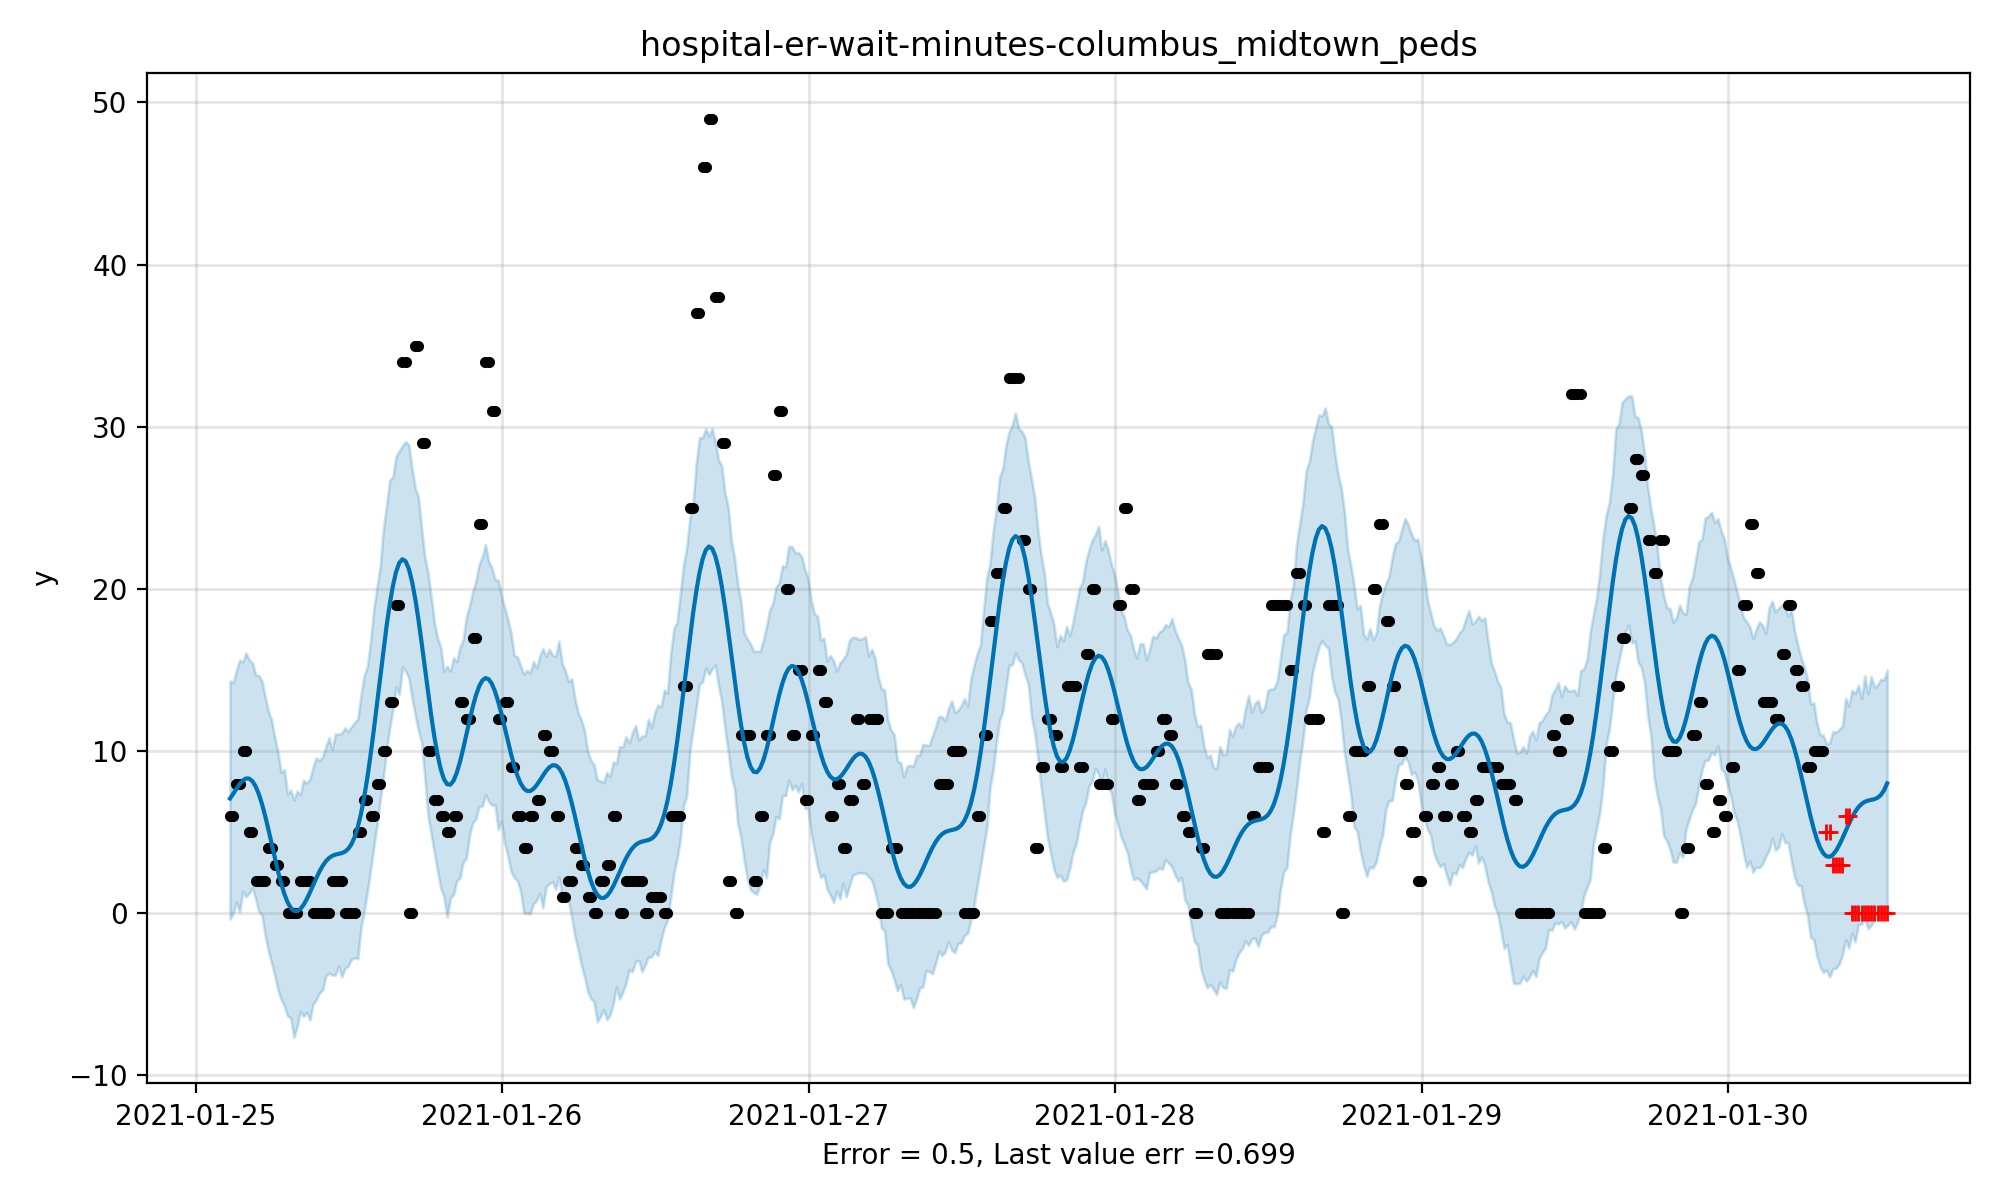 hospital-er-wait-minutes-columbus_midtown_peds
50
40
30
20
10
0
−10
y
2021-01-25 2021-01-26 2021-01-27 2021-01-28 2021-01-29 2021-01-30
Error = 0.5, Last value err =0.699